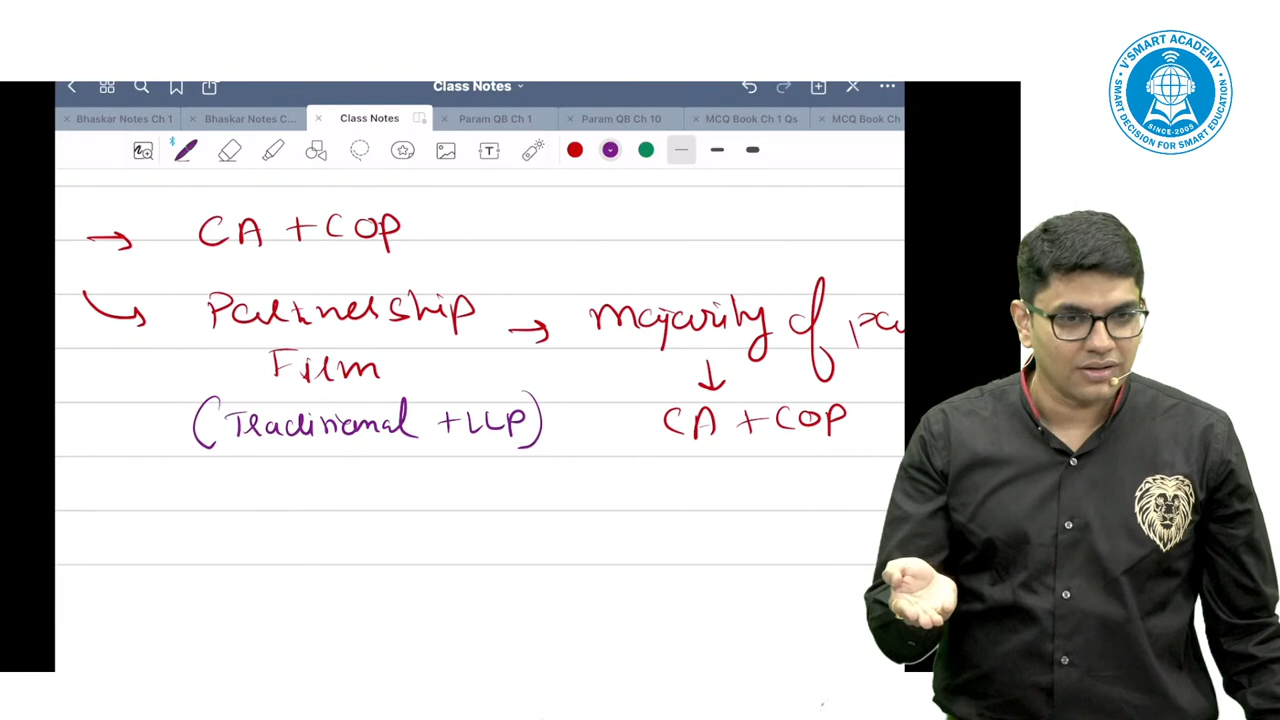 V'SMART ACADEMY
SMART DECISION FOR SMART EDUCATION
SINCE-2005
Class Notes
Bhaskar Notes Ch 1
Bhaskar Notes C...
Class Notes
Param QB Ch 1
Param QB Ch 10
MCQ Book Ch 1 Qs
MCQ Book Ch
→ CA + COP
Partnership → Majority of
Firm ↓
(Traditional + LLP) CA + COP